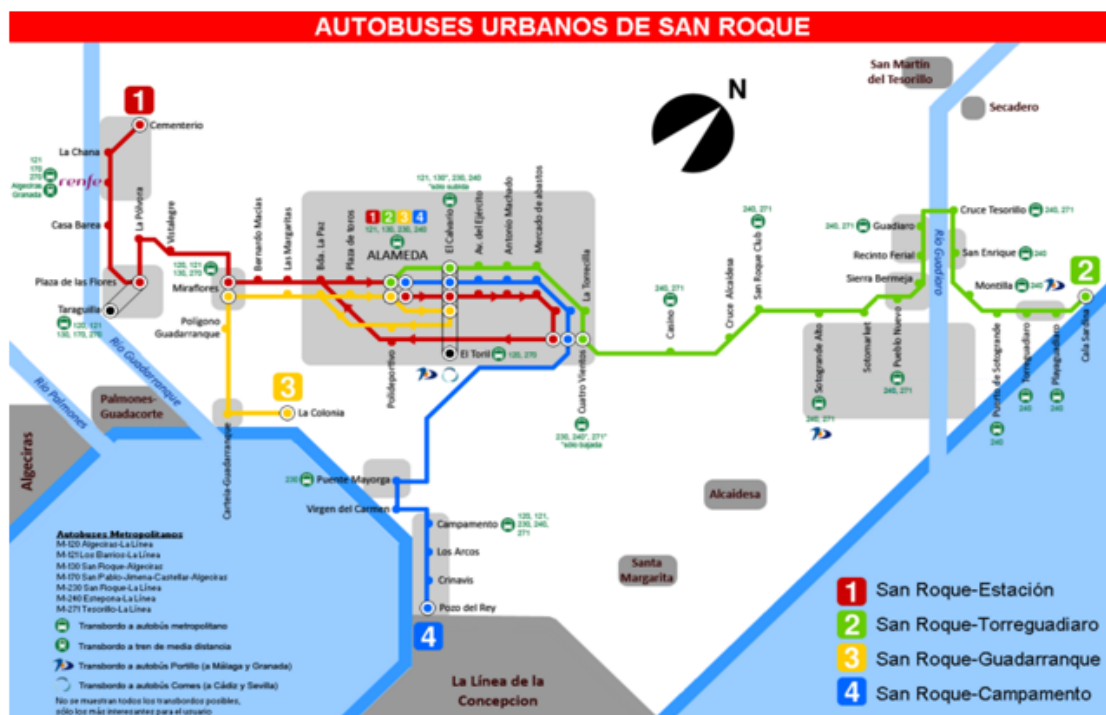 AUTOBUSES URBANOS DE SAN ROQUE
San Martín
del Tesorillo
Secadero
N
1
Cementerio
La Chana
121
170
270
Algeciras
Granada
renfe
Casa Barea
La Pólvora
Vistalegre
Plaza de las Flores
Taraguilla
120, 121
130, 170, 270
120, 121
130, 270
Miraflores
Polígono
Guadarranque
Bernardo Macías
Las Margaritas
Bda. La Paz
Plaza de toros
1 2 3 4
121, 130, 230, 240
ALAMEDA
121, 130*, 230, 240
*sólo subida
El Calvario
Av. del Ejército
Antonio Machado
Mercado de abastos
La Torrecilla
Polideportivo
El Toril
120, 270
Cuatro Vientos
230, 240*, 271*
*sólo bajada
240, 271
Casino
Cruce Alcaidesa
San Roque Club
240, 271
240, 271
Guadiaro
Recinto Ferial
Sierra Bermeja
Río Guadiaro
Cruce Tesorillo
240, 271
San Enrique
240
Montilla
240
2
Sotogrande Alto
240, 271
Sotomarket
Pueblo Nuevo
240, 271
Puerto de Sotogrande
240
Torreguadiaro
240
Playaguadiaro
240
Cala Sardina
Río Guadarranque
Río Palmones
Palmones-
Guadacorte
Algeciras
3
La Colonia
Carteia-Guadarranque
230
Puente Mayorga
Virgen del Carmen
Campamento
120, 121,
230, 240,
271
Los Arcos
Crinavis
Pozo del Rey
4
Alcaidesa
Santa
Margarita
La Línea de la
Concepcion
Autobuses Metropolitanos
M-120 Algeciras-La Línea
M-121 Los Barrios-La Línea
M-130 San Roque-Algeciras
M-170 San Pablo-Jimena-Castellar-Algeciras
M-230 San Roque-La Línea
M-240 Estepona-La Línea
M-271 Tesorillo-La Línea
Transbordo a autobús metropolitano
Transbordo a tren de media distancia
Transbordo a autobús Portillo (a Málaga y Granada)
Transbordo a autobús Comes (a Cádiz y Sevilla)
No se muestran todos los transbordos posibles,
sólo los más interesantes para el usuario
1 San Roque-Estación
2 San Roque-Torreguadiaro
3 San Roque-Guadarranque
4 San Roque-Campamento